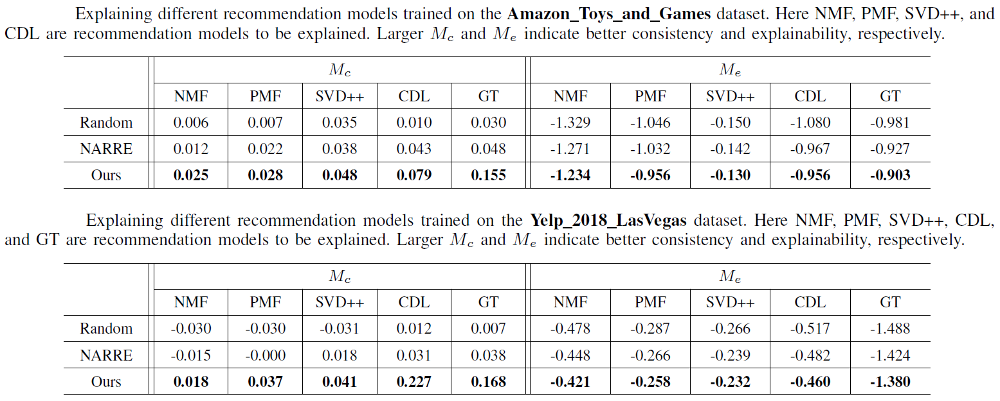 Explaining different recommendation models trained on the Amazon_Toys_and_Games dataset. Here NMF, PMF, SVD++, and
CDL are recommendation models to be explained. Larger Mc and Me indicate better consistency and explainability, respectively.
Mc Me
NMF PMF SVD++ CDL GT NMF PMF SVD++ CDL GT
Random 0.006 0.007 0.035 0.010 0.030 -1.329 -1.046 -0.150 -1.080 -0.981
NARRE 0.012 0.022 0.038 0.043 0.048 -1.271 -1.032 -0.142 -0.967 -0.927
Ours 0.025 0.028 0.048 0.079 0.155 -1.234 -0.956 -0.130 -0.956 -0.903
Explaining different recommendation models trained on the Yelp_2018_LasVegas dataset. Here NMF, PMF, SVD++, CDL,
and GT are recommendation models to be explained. Larger Mc and Me indicate better consistency and explainability, respectively.
Mc Me
NMF PMF SVD++ CDL GT NMF PMF SVD++ CDL GT
Random -0.030 -0.030 -0.031 0.012 0.007 -0.478 -0.287 -0.266 -0.517 -1.488
NARRE -0.015 -0.000 0.018 0.031 0.038 -0.448 -0.266 -0.239 -0.482 -1.424
Ours 0.018 0.037 0.041 0.227 0.168 -0.421 -0.258 -0.232 -0.460 -1.380